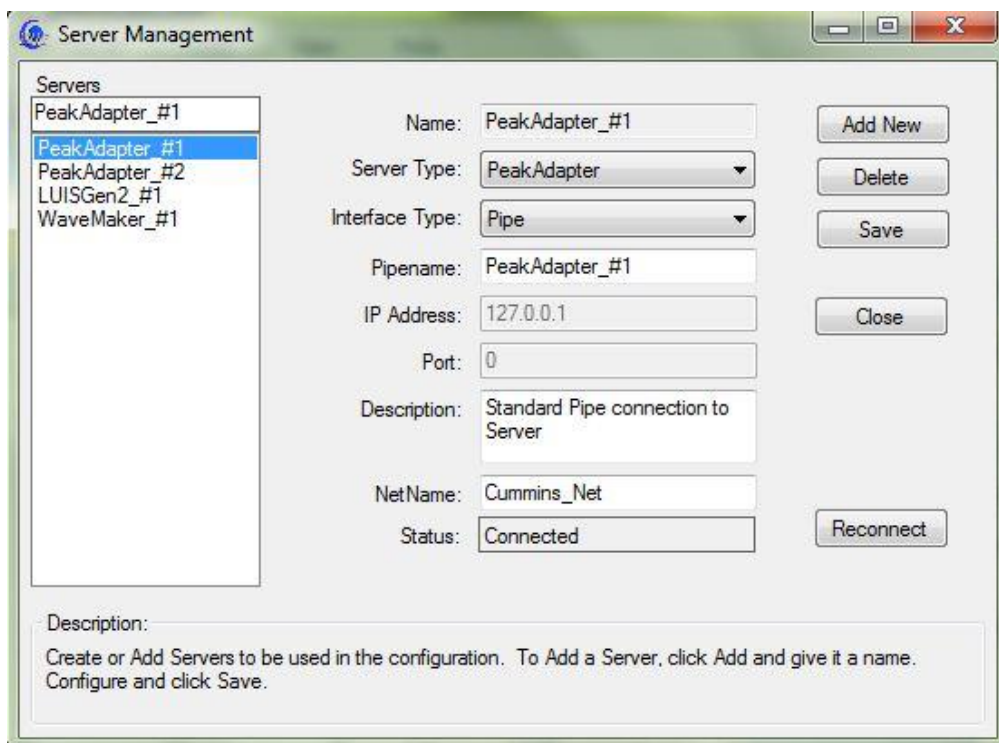 Server Management
Servers
PeakAdapter_#1
PeakAdapter_#1
PeakAdapter_#2
LUISGen2_#1
WaveMaker_#1
Name: PeakAdapter_#1
Server Type: PeakAdapter
Interface Type: Pipe
Pipename: PeakAdapter_#1
IP Address: 127.0.0.1
Port: 0
Description: Standard Pipe connection to
Server
NetName: Cummins_Net
Status: Connected
Add New
Delete
Save
Close
Reconnect
Description:
Create or Add Servers to be used in the configuration. To Add a Server, click Add and give it a name.
Configure and click Save.